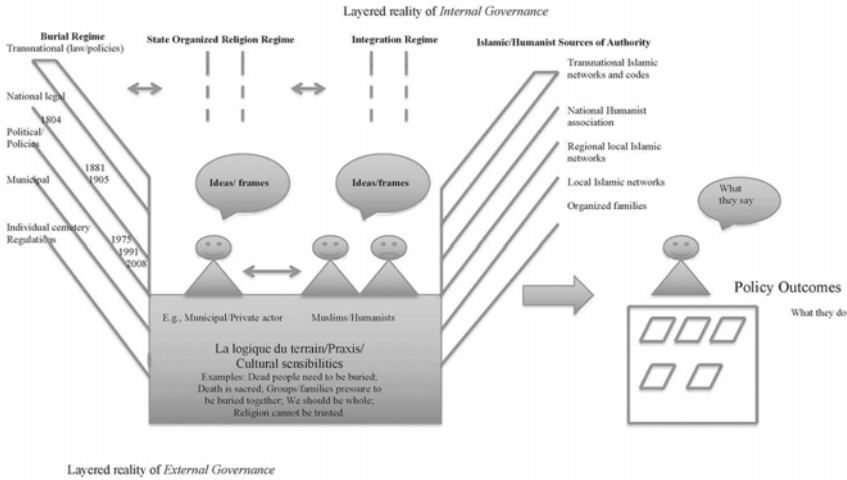 Layered reality of Internal Governance
Burial Regime
Transnational (law/policies)
State Organized Religion Regime
Integration Regime
Islamic/Humanist Sources of Authority
Transnational Islamic
networks and codes
National legal
1804
National Humanist
association
Political/
Policies
Regional local Islamic
networks
1881
1905
Municipal
Ideas/ frames
Ideas/frames
Local Islamic networks
What
they say
Organized families
Individual cemetery
Regulations
1975
1991
2008
Policy Outcomes
E.g., Municipal/Private actor
Muslims/Humanists
What they do
La logique du terrain/Praxis/
Cultural sensibilities
Examples: Dead people need to be buried;
Death is sacred; Groups/families pressure to
be buried together; We should be whole;
Religion cannot be trusted.
Layered reality of External Governance